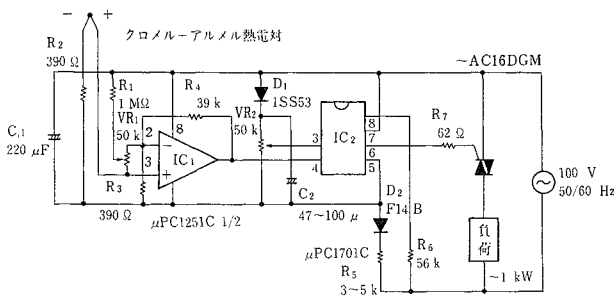 − +
クロメルーアルメル熱電対
R₂
390 Ω
R₁
1 MΩ
VR₁
50 k
R₄
39 k
D₁
1SS53
VR₂
50 k
~AC16DGM
C₁
220 μF
2
3
8
IC₁
R₃
390 Ω
μPC1251C 1/2
3
4
IC₂
8
7
6
5
R₇
62 Ω
C₂
47~100 μ
D₂
F14 B
μPC1701C
R₅
3~5 k
R₆
56 k
負荷
~1 kW
100 V
50/60 Hz